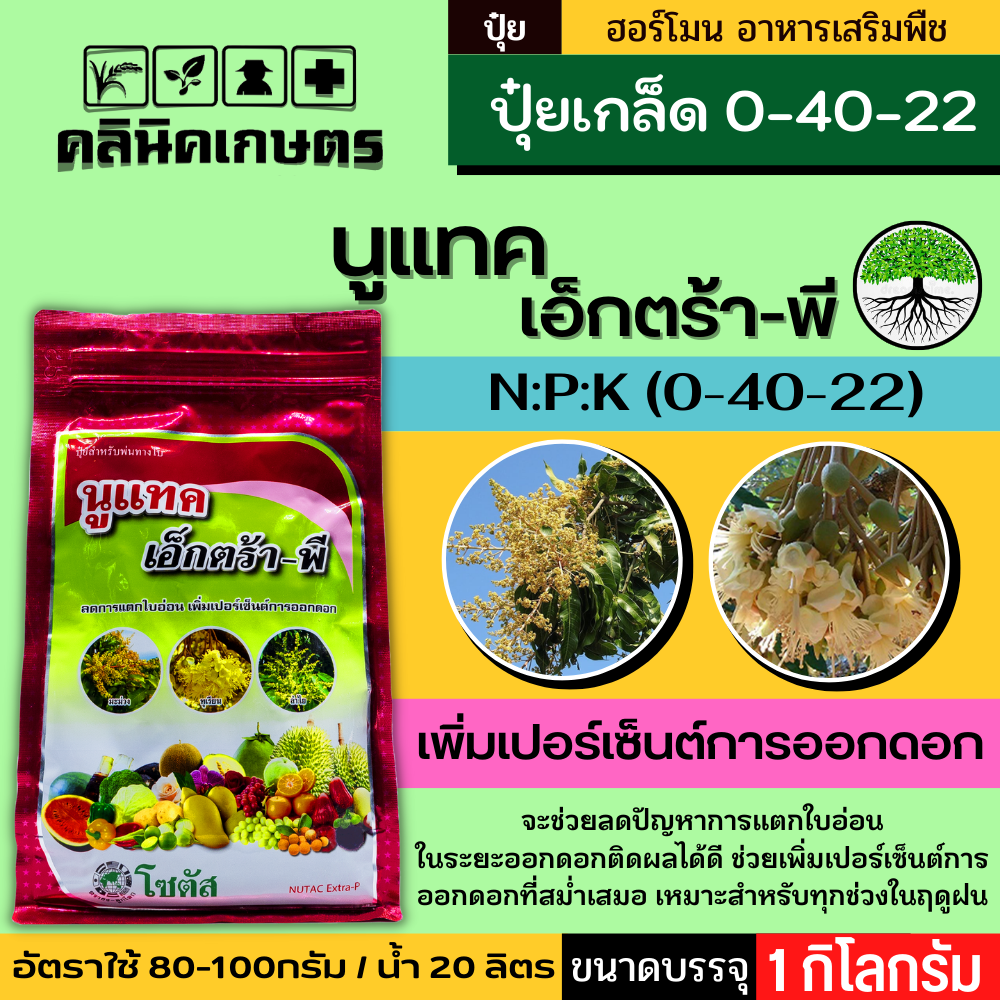 คลินิคเกษตร
ปุ๋ย
ฮอร์โมน อาหารเสริมพืช
ปุ๋ยเกล็ด 0-40-22
นูแทค
เอ็กตร้า-พี
N:P:K (0-40-22)
ปุ๋ยสำหรับพ่นทางใบ
นูแทค
เอ็กตร้า-พี
ลดการแตกใบอ่อน เพิ่มเปอร์เซ็นต์การออกดอก
มะม่วง
ทุเรียน
ลำไย
โซตัส
NUTAC Extra-P
เพิ่มเปอร์เซ็นต์การออกดอก
จะช่วยลดปัญหาการแตกใบอ่อน
ในระยะออกดอกติดผลได้ดี ช่วยเพิ่มเปอร์เซ็นต์การ
ออกดอกที่สม่ำเสมอ เหมาะสำหรับทุกช่วงในฤดูฝน
อัตราใช้ 80-100กรัม / น้ำ 20 ลิตร
ขนาดบรรจุ
1 กิโลกรัม